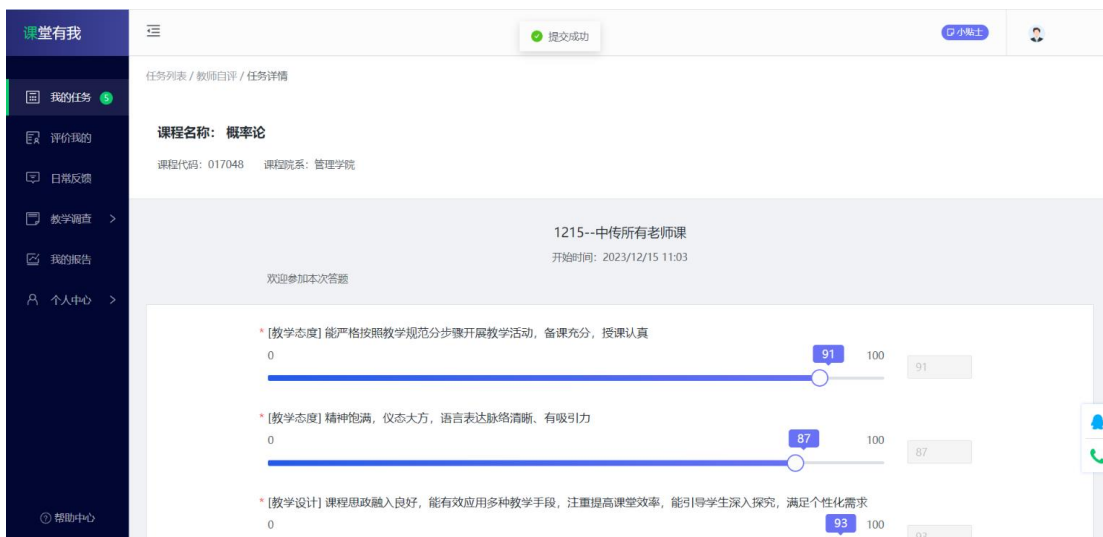 课堂有我
提交成功
小贴士
我的任务 5
评价我的
日常反馈
教学调查
我的报告
个人中心
帮助中心
任务列表 / 教师自评 / 任务详情
课程名称： 概率论
课程代码：017048 课程院系：管理学院
1215--中传所有老师课
开始时间：2023/12/15 11:03
欢迎参加本次答题
* [教学态度] 能严格按照教学规范分步骤开展教学活动，备课充分，授课认真
0 91 100 91
* [教学态度] 精神饱满，仪态大方，语言表达脉络清晰、有吸引力
0 87 100 87
* [教学设计] 课程思政融入良好，能有效应用多种教学手段，注重提高课堂效率，能引导学生深入探究，满足个性化需求
0 93 100 93